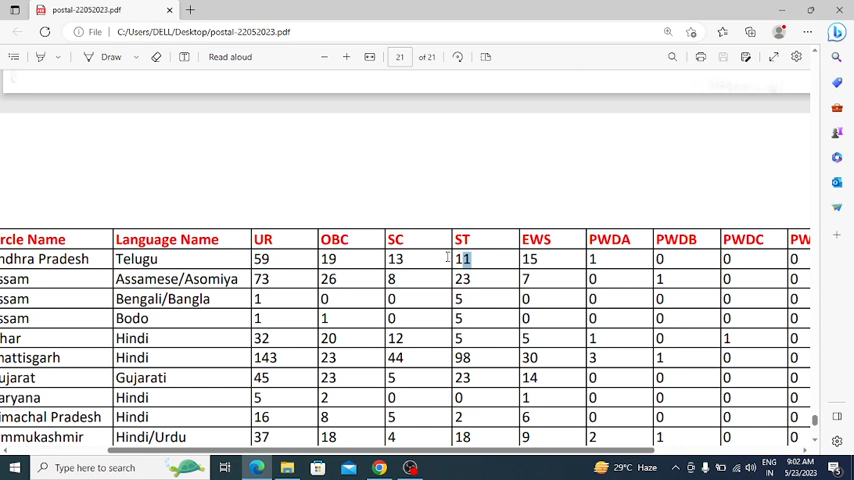 postal-22052023.pdf
File C:/Users/DELL/Desktop/postal-22052023.pdf
Draw Read aloud 21 of 21
rcle Name Language Name UR OBC SC ST EWS PWDA PWDB PWDC PW
ndhra Pradesh Telugu 59 19 13 11 15 1 0 0 0
ssam Assamese/Asomiya 73 26 8 23 7 0 1 0 0
ssam Bengali/Bangla 1 0 0 5 0 0 0 0 0
ssam Bodo 1 1 0 5 0 0 0 0 0
har Hindi 32 20 12 5 5 1 0 1 0
hattisgarh Hindi 143 23 44 98 30 3 1 0 0
ujarat Gujarati 45 23 5 23 14 0 0 0 0
aryana Hindi 5 2 0 0 1 0 0 0 0
imachal Pradesh Hindi 16 8 5 2 6 0 0 0 0
mmukashmir Hindi/Urdu 37 18 4 18 9 2 1 0 0
Type here to search 29°C Haze ENG IN 9:02 AM 5/23/2023